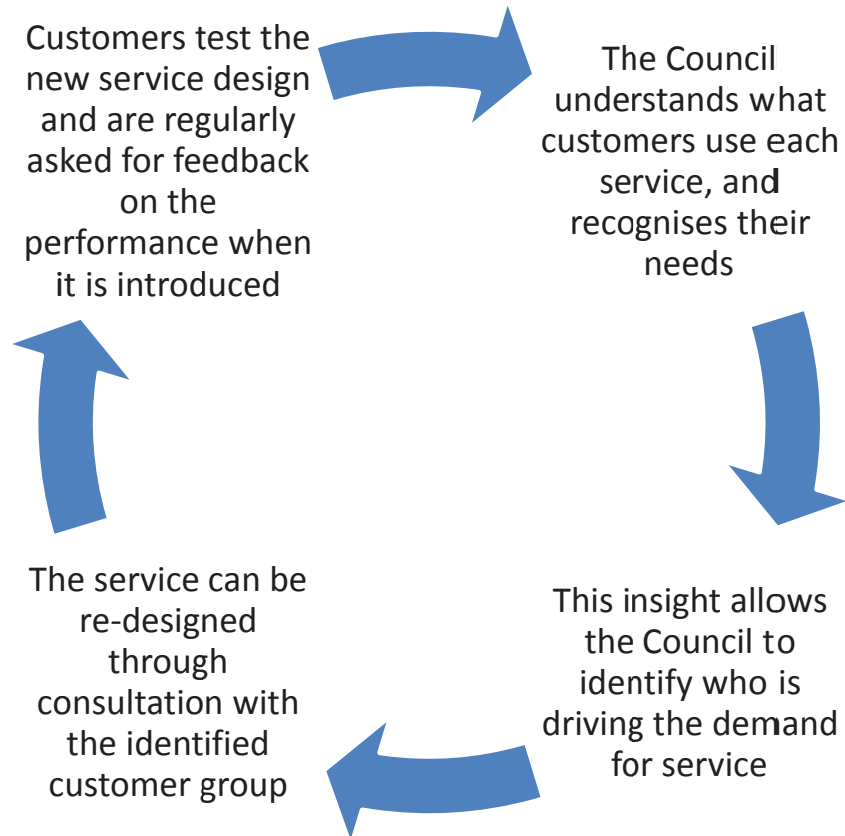 Customers test the
new service design
and are regularly
asked for feedback
on the
performance when
it is introduced
The Council
understands what
customers use each
service, and
recognises their
needs
This insight allows
the Council to
identify who is
driving the demand
for service
The service can be
re-designed
through
consultation with
the identified
customer group